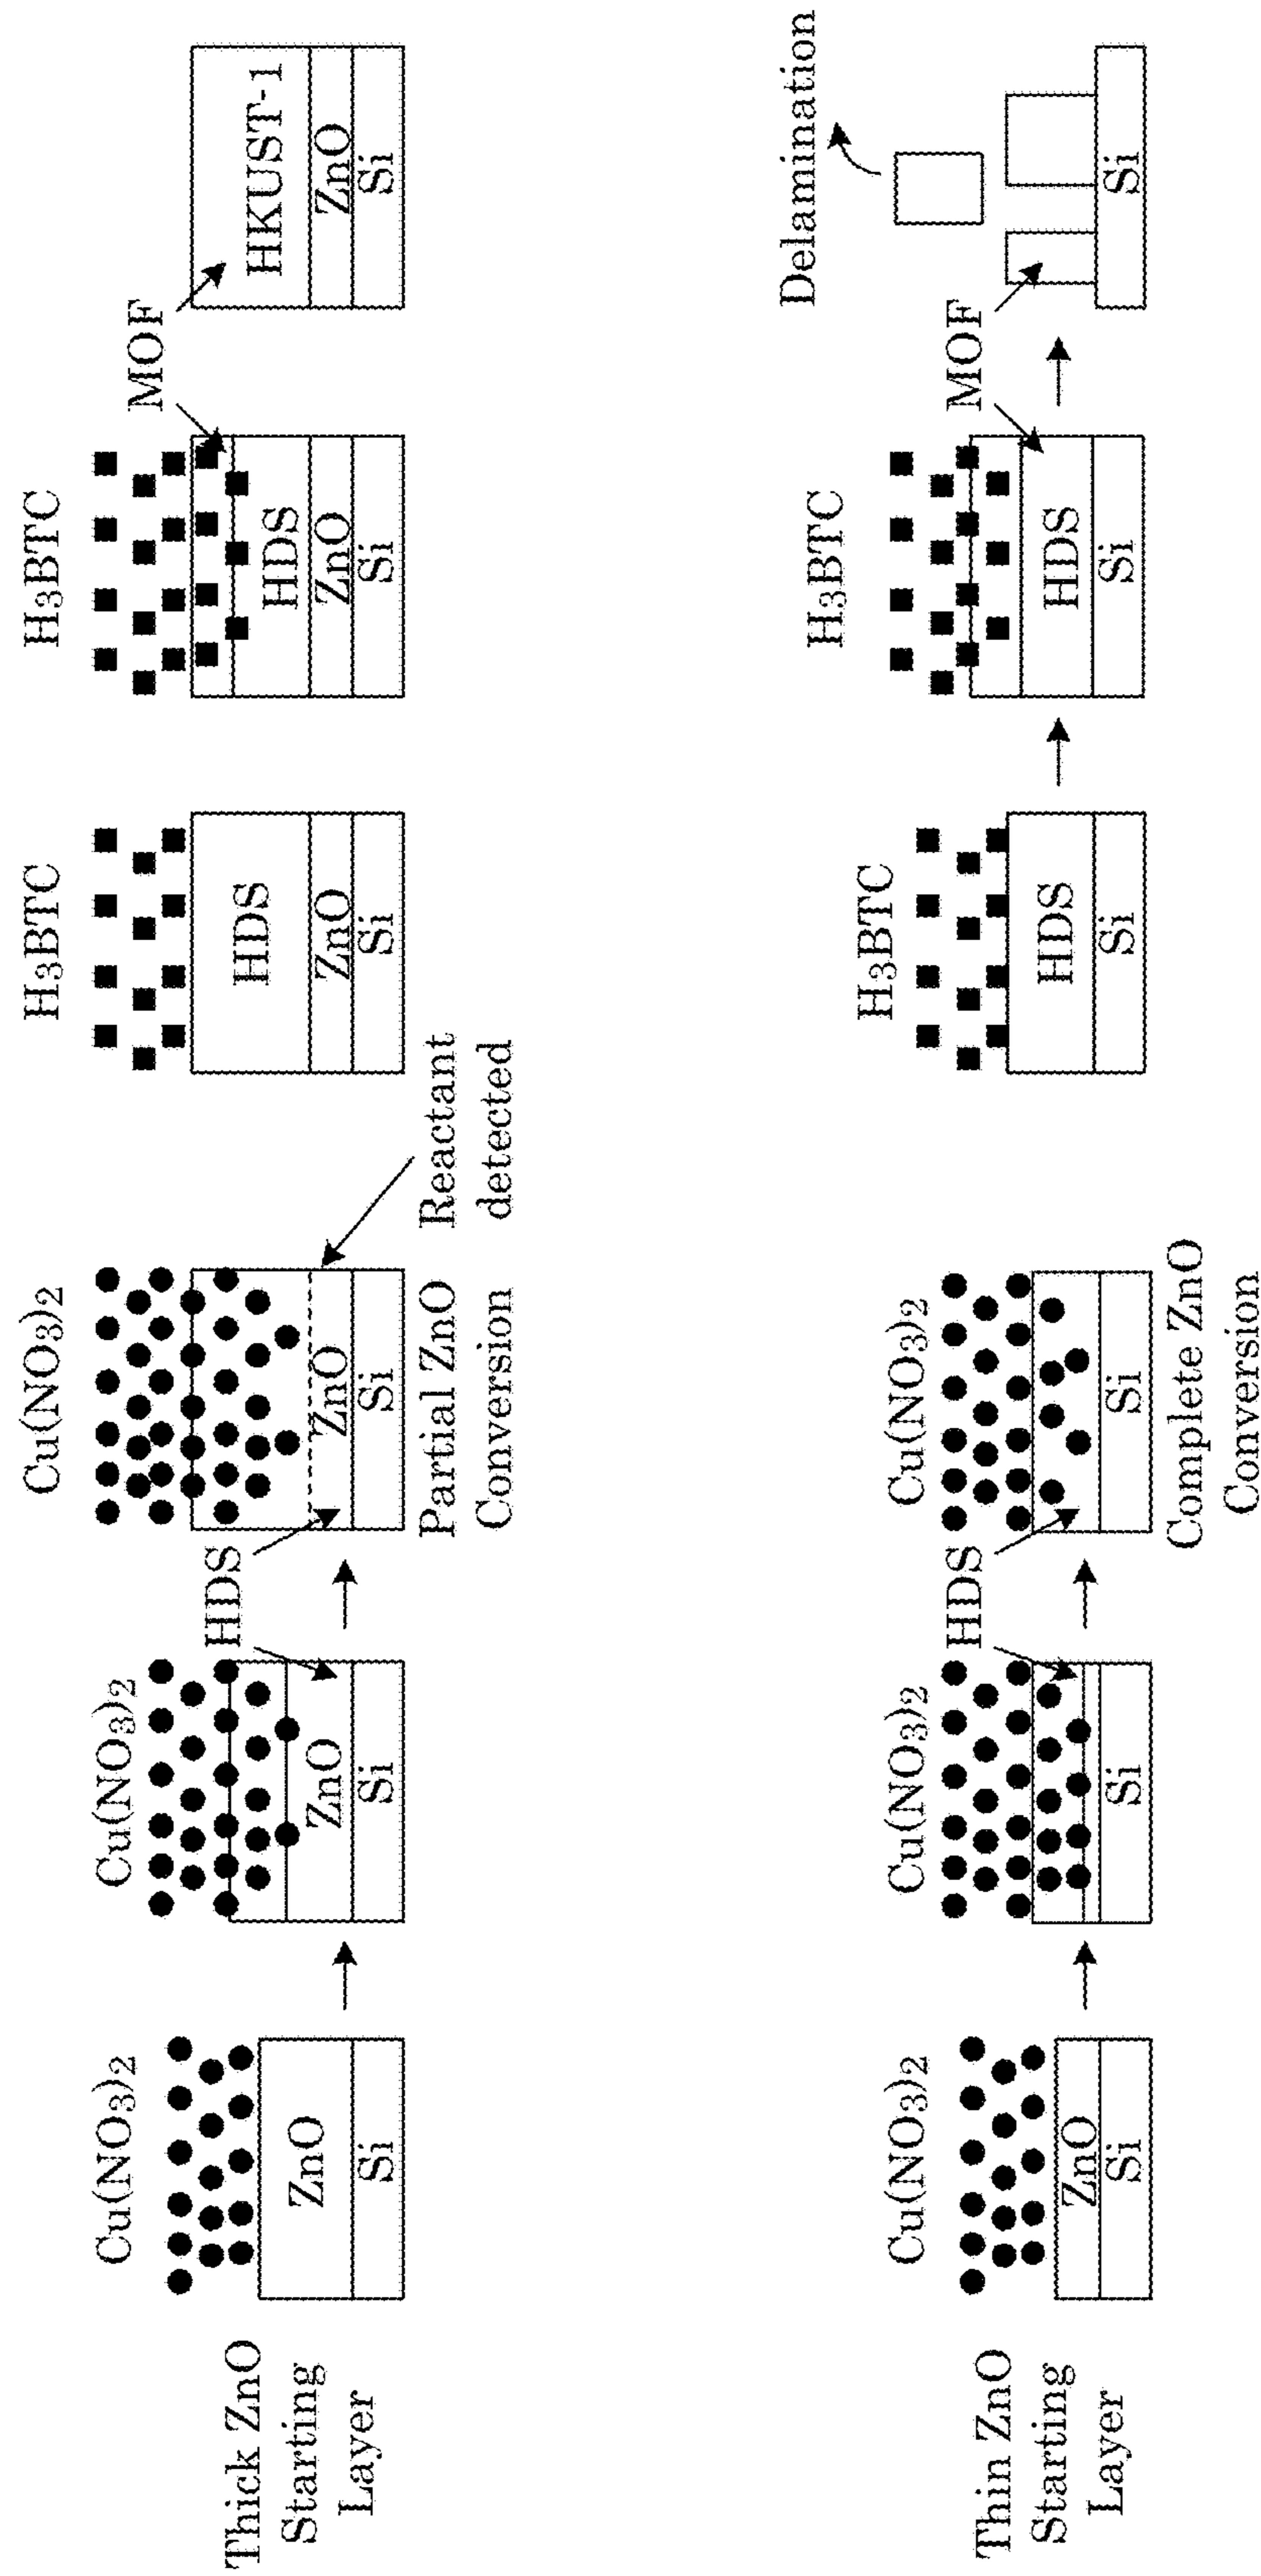 Thick ZnO
Starting
Layer
Cu(NO3)2
ZnO
Si
Cu(NO3)2
ZnO
Si
HDS
Cu(NO3)2
ZnO
Si
Partial ZnO
Conversion
Reactant
detected
H3BTC
HDS
ZnO
Si
H3BTC
HDS
ZnO
Si
MOF
HKUST-1
ZnO
Si
Thin ZnO
Starting
Layer
Cu(NO3)2
ZnO
Si
Cu(NO3)2
Si
HDS
Cu(NO3)2
Si
Complete ZnO
Conversion
H3BTC
HDS
Si
H3BTC
HDS
Si
MOF
Delamination
Si